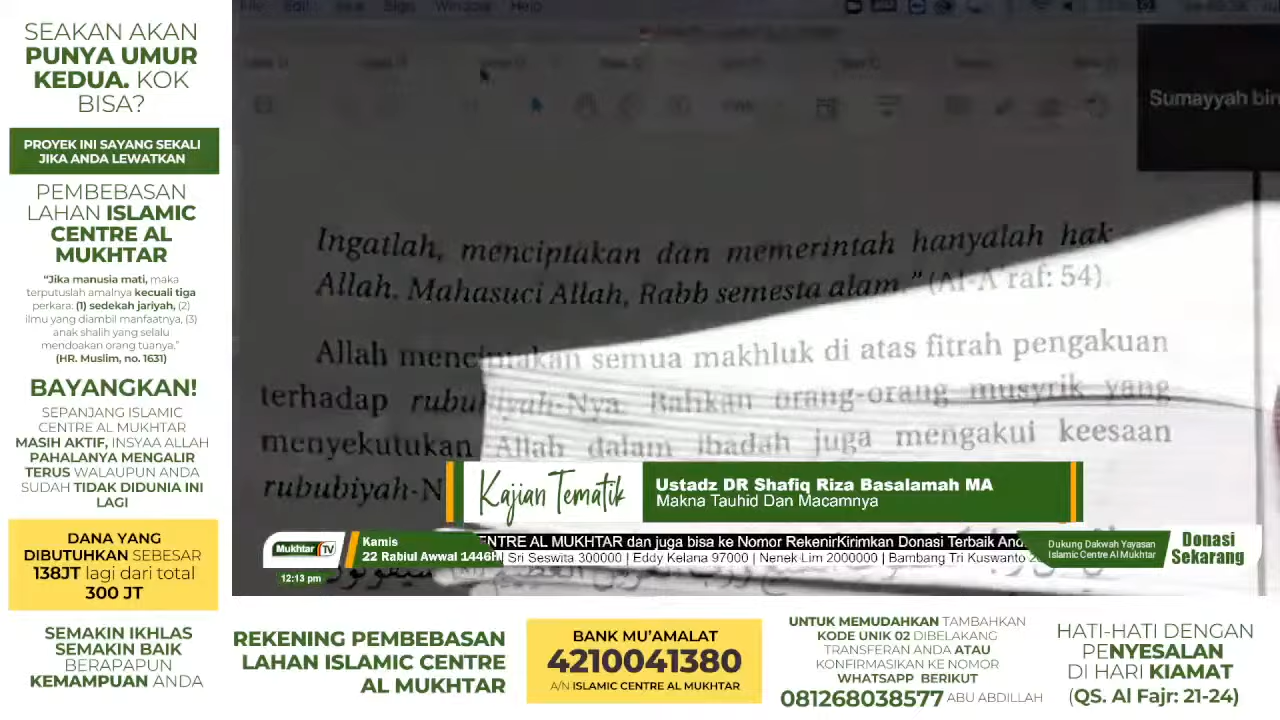 SEAKAN AKAN
PUNYA UMUR
KEDUA. KOK
BISA?
PROYEK INI SAYANG SEKALI
JIKA ANDA LEWATKAN
PEMBEBASAN
LAHAN ISLAMIC
CENTRE AL
MUKHTAR
"Jika manusia mati, maka
terputuslah amalnya kecuali tiga
perkara. (1) sedekah jariyah, (2)
ilmu yang diambil manfaatnya, (3)
anak shalih yang selalu
mendoakan orang tuanya."
(HR. Muslim, no. 1631)
BAYANGKAN!
SEPANJANG ISLAMIC
CENTRE AL MUKHTAR
MASIH AKTIF, INSYAA ALLAH
PAHALANYA MENGALIR
TERUS WALAUPUN ANDA
SUDAH TIDAK DIDUNIA INI
LAGI
DANA YANG
DIBUTUHKAN SEBESAR
138JT lagi dari total
300 JT
SEMAKIN IKHLAS
SEMAKIN BAIK
BERAPAPUN
KEMAMPUAN ANDA
File Edit View Sign Window Help
Sumayyah bin
Ingatlah, menciptakan dan memerintah hanyalah hak
Allah. Mahasuci Allah, Rabb semesta alam." (Al-A'raf: 54).
Allah menciptakan semua makhluk di atas fitrah pengakuan
terhadap rububiyah-Nya. Bahkan orang-orang musyrik yang
menyekutukan Allah dalam ibadah juga mengakui keesaan
rububiyah-N
Kajian Tematik
Ustadz DR Shafiq Riza Basalamah MA
Makna Tauhid Dan Macamnya
Mukhtar TV
Kamis
22 Rabiul Awwal 1446H
12:13 pm
ENTRE AL MUKHTAR dan juga bisa ke Nomor Rekenir Kirimkan Donasi Terbaik And
Sri Seswita 300000 | Eddy Kelana 97000 | Nenek Lim 2000000 | Bambang Tri Kuswanto 2
Dukung Dakwah Yayasan
Islamic Centre Al Mukhtar
Donasi
Sekarang
REKENING PEMBEBASAN
LAHAN ISLAMIC CENTRE
AL MUKHTAR
BANK MU'AMALAT
4210041380
A/N ISLAMIC CENTRE AL MUKHTAR
UNTUK MEMUDAHKAN TAMBAHKAN
KODE UNIK 02 DIBELAKANG
TRANSFERAN ANDA ATAU
KONFIRMASIKAN KE NOMOR
WHATSAPP BERIKUT
081268038577 ABU ABDILLAH
HATI-HATI DENGAN
PENYESALAN
DI HARI KIAMAT
(QS. Al Fajr: 21-24)